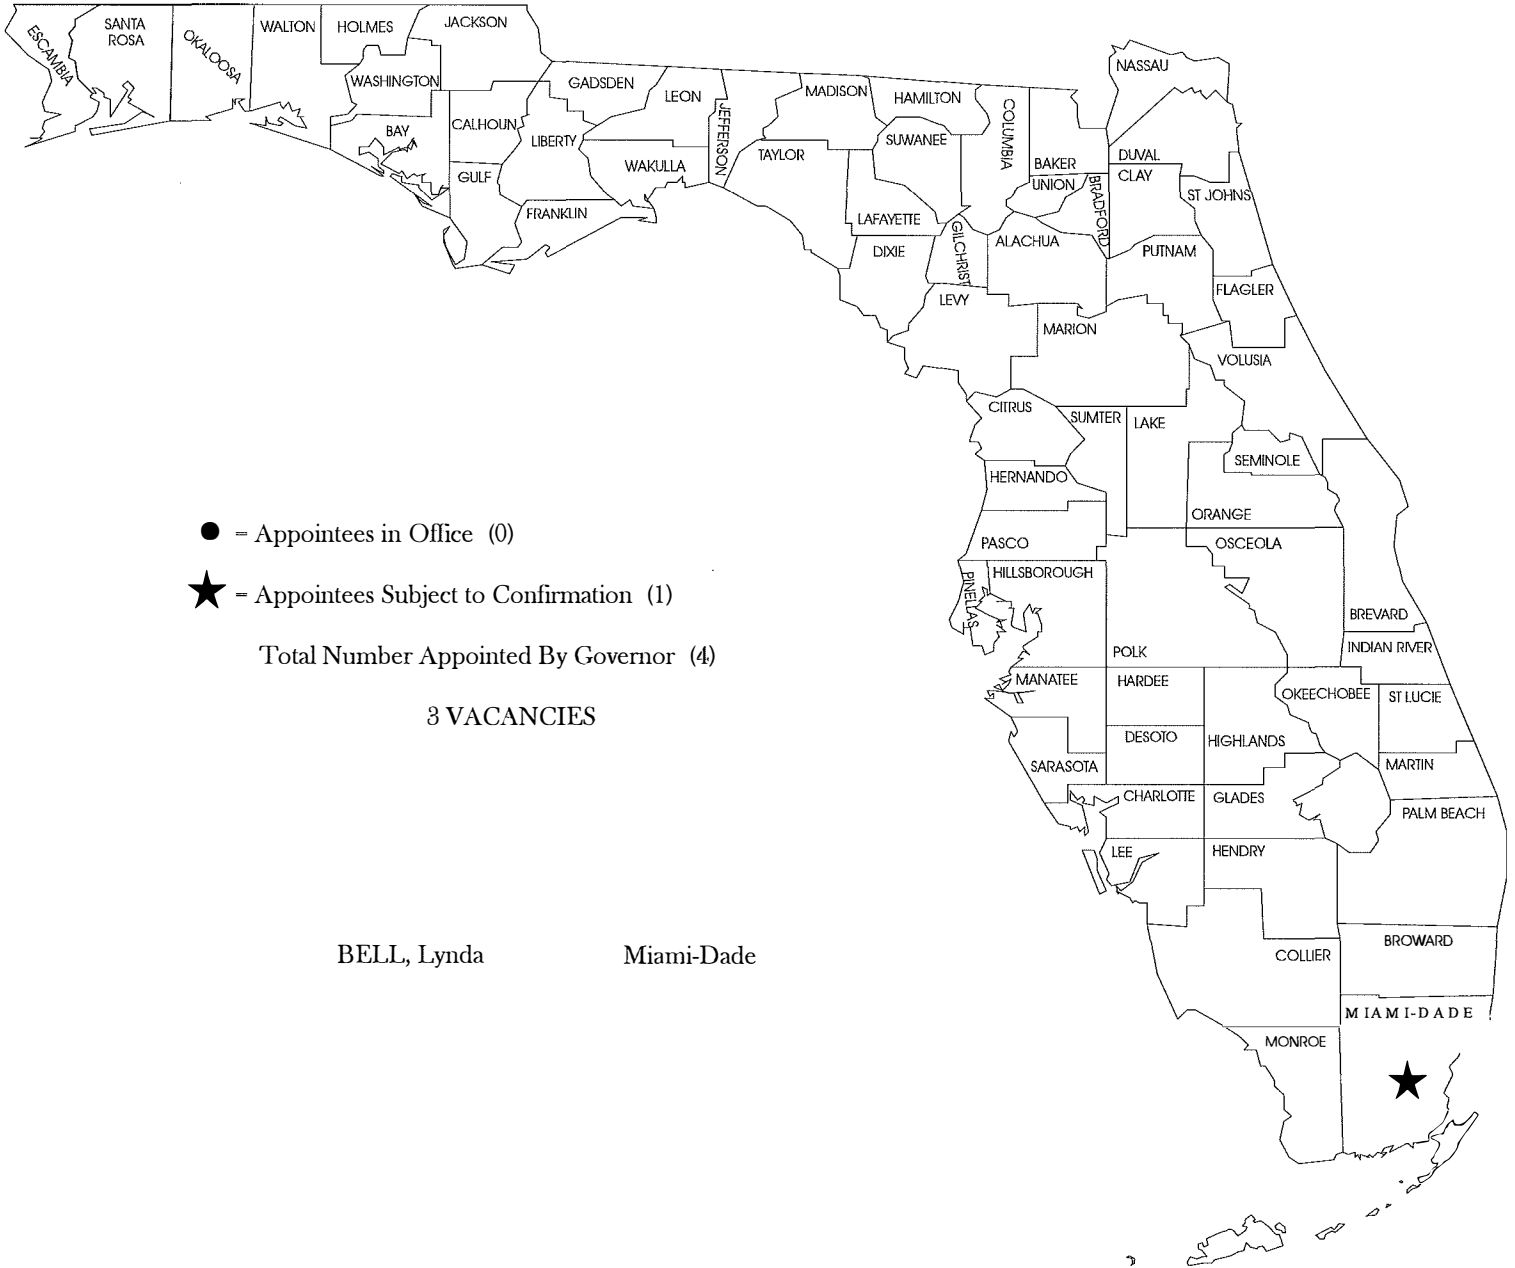 ESCAMBIA
SANTA
ROSA
OKALOOSA
WALTON
HOLMES
JACKSON
WASHINGTON
BAY
CALHOUN
GULF
GADSDEN
LIBERTY
FRANKLIN
LEON
WAKULLA
JEFFERSON
TAYLOR
MADISON
HAMILTON
SUWANEE
LAFAYETTE
DIXIE
COLUMBIA
GILCHRIST
BAKER
UNION
BRADFORD
ALACHUA
LEVY
NASSAU
DUVAL
CLAY
ST JOHNS
PUTNAM
FLAGLER
MARION
VOLUSIA
CITRUS
SUMTER
LAKE
SEMINOLE
HERNANDO
ORANGE
PASCO
OSCEOLA
PINELLAS
HILLSBOROUGH
BREVARD
POLK
INDIAN RIVER
MANATEE
HARDEE
OKEECHOBEE
ST LUCIE
DESOTO
HIGHLANDS
SARASOTA
MARTIN
CHARLOTTE
GLADES
PALM BEACH
LEE
HENDRY
BROWARD
COLLIER
MIAMI-DADE
MONROE
● = Appointees in Office (0)
★ = Appointees Subject to Confirmation (1)
Total Number Appointed By Governor (4)
3 VACANCIES
BELL, Lynda Miami-Dade